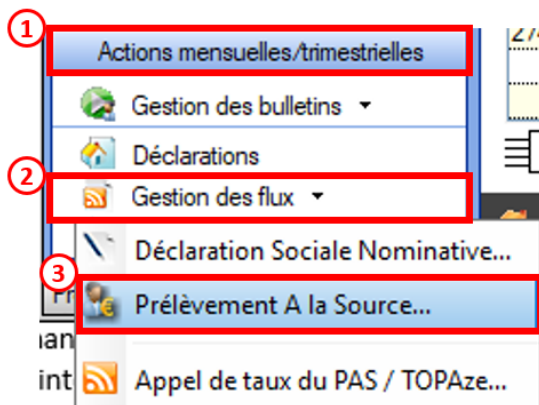 1
Actions mensuelles/trimestrielles
274
Gestion des bulletins
Déclarations
2
Gestion des flux
Déclaration Sociale Nominative...
3
Prélèvement A la Source...
Appel de taux du PAS / TOPAze...